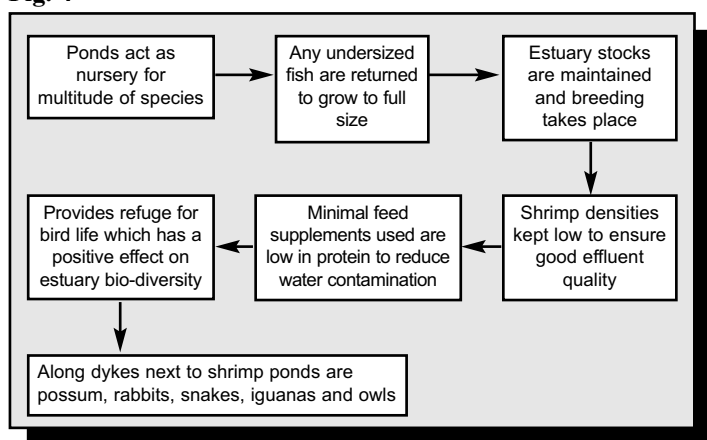 Ponds act as
nursery for
multitude of species
Any undersized
fish are returned
to grow to full
size
Estuary stocks
are maintained
and breeding
takes place
Shrimp densities
kept low to ensure
good effluent
quality
Minimal feed
supplements used are
low in protein to reduce
water contamination
Provides refuge for
bird life which has a
positive effect on
estuary bio-diversity
Along dykes next to shrimp ponds are
possum, rabbits, snakes, iguanas and owls